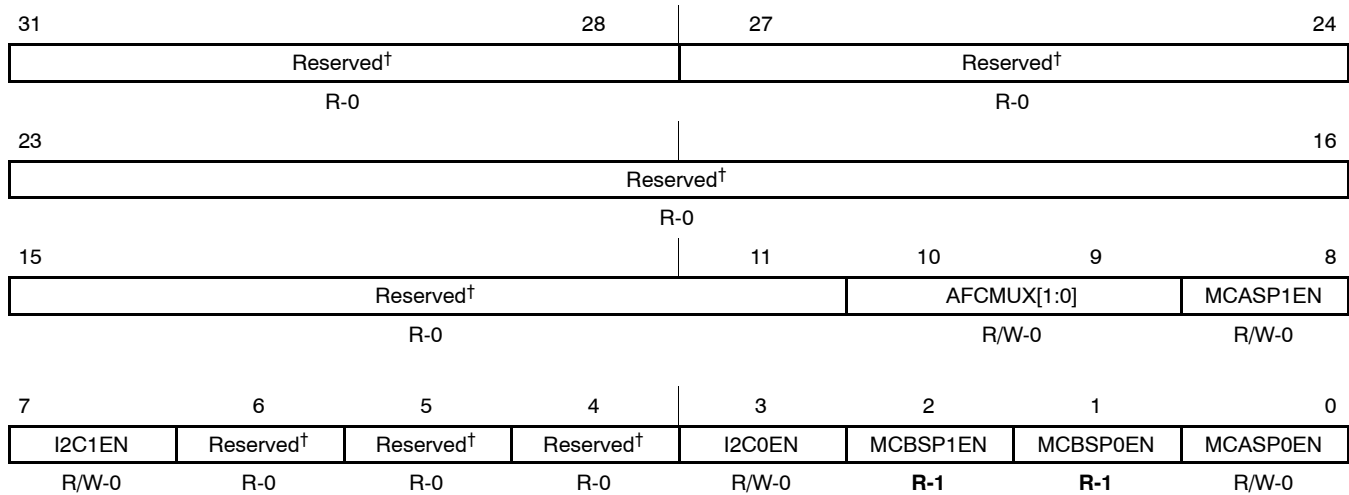 31 28 27 24
Reserved† Reserved†
R-0 R-0
23 16
Reserved†
R-0
15 11 10 9 8
Reserved† AFCMUX[1:0] MCASP1EN
R-0 R/W-0 R/W-0
7 6 5 4 3 2 1 0
I2C1EN Reserved† Reserved† Reserved† I2C0EN MCBSP1EN MCBSP0EN MCASP0EN
R/W-0 R-0 R-0 R-0 R/W-0 R-1 R-1 R/W-0